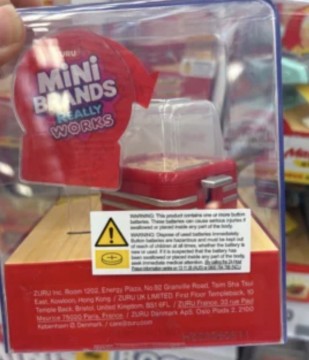 ZURU
MiNi
BRANDS
REALLY
WORKS
WARNING: This product contains one or more button
batteries. These batteries can cause serious injuries if
swallowed or placed inside any part of the body.
WARNING: Dispose of used batteries immediately.
Button batteries are hazardous and must be kept out
of reach of children at all times, whether the battery is
new or used. If it is suspected that the battery has
been swallowed or placed inside any part of the body,
seek immediate medical attention.
ZURU Inc. Room 1202, Energy Plaza, No.92 Granville Road, Tsim Sha Tsui
East, Kowloon, Hong Kong / ZURU UK LIMITED, First Floor Templeback, 10
Temple Back, Bristol, United Kingdom, BS1 6FL / ZURU France, 93 rue Paul
75003 Paris, France / ZURU Danmark ApS, Oslo Plads 2, 2100
København Ø, Denmark / care@zuru.com